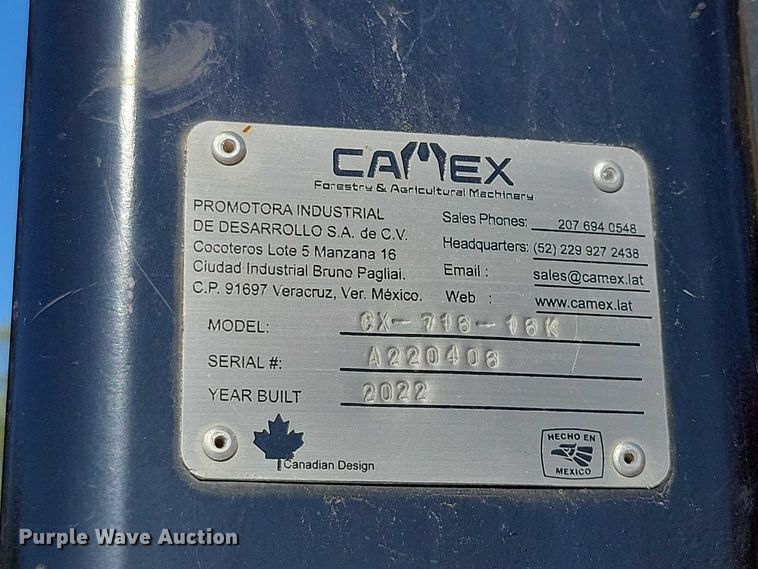 CAMEX
Forestry & Agricultural Machinery
PROMOTORA INDUSTRIAL
DE DESARROLLO S.A. de C.V.
Cocoteros Lote 5 Manzana 16
Ciudad Industrial Bruno Pagliai.
C.P. 91697 Veracruz, Ver. México.
Sales Phones: 207 694 0548
Headquarters: (52) 229 927 2438
Email : sales@camex.lat
Web : www.camex.lat
MODEL: CX-716-16K
SERIAL #: A220406
YEAR BUILT 2022
Canadian Design
HECHO EN
MEXICO
Purple Wave Auction